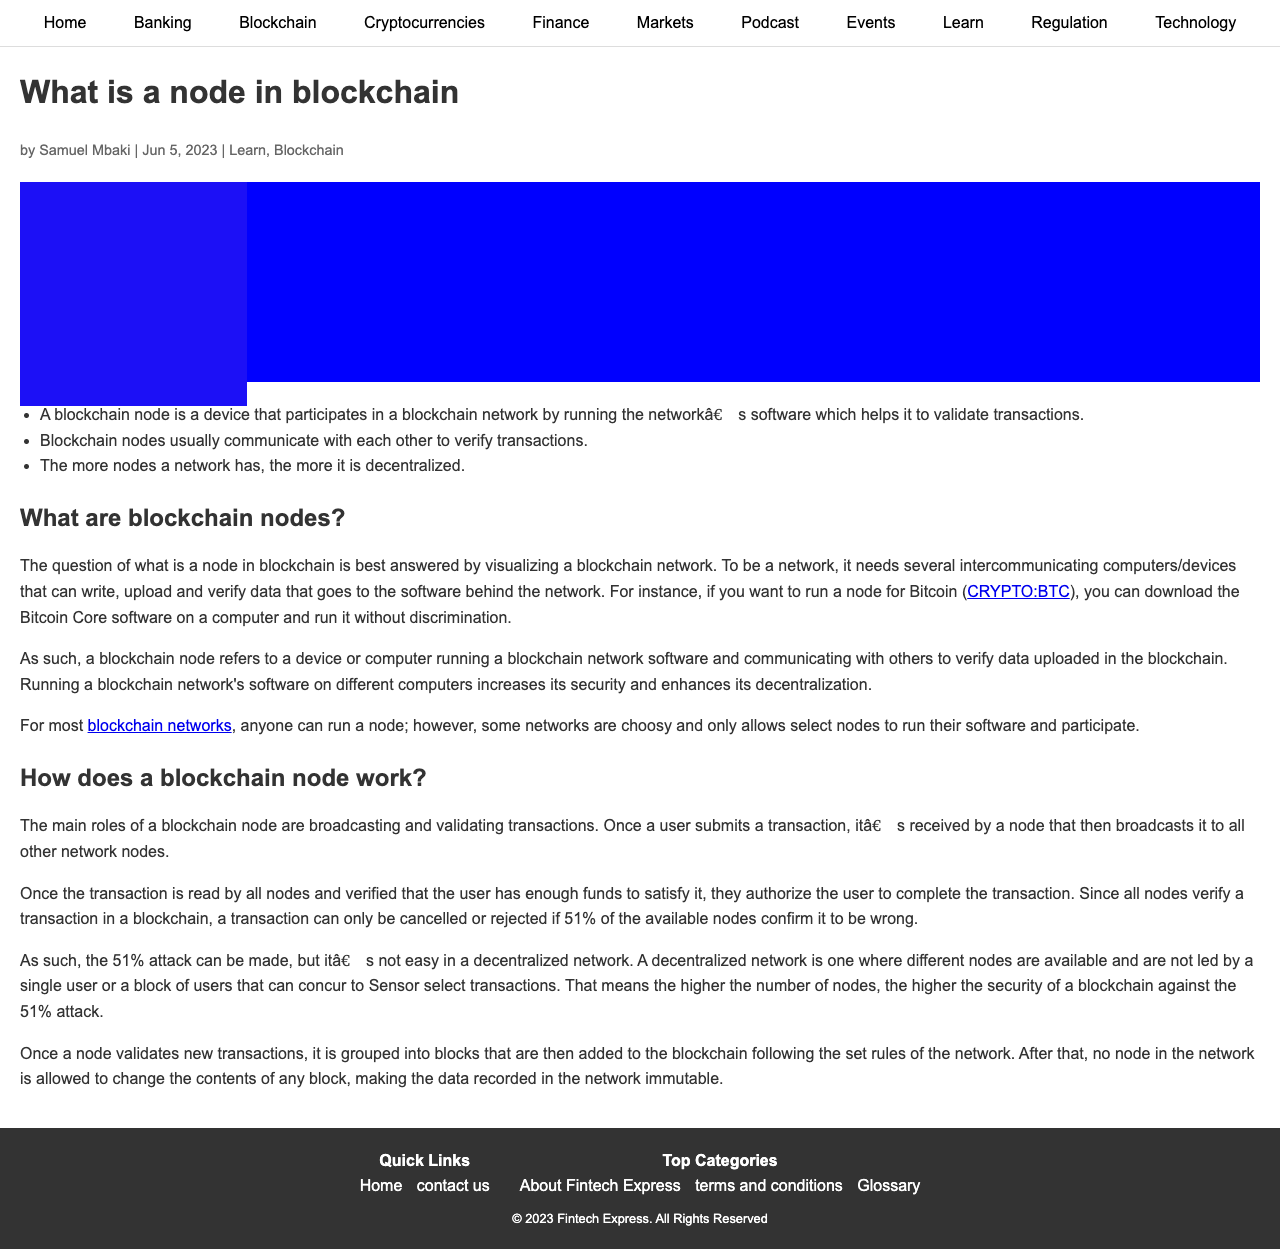 Home Banking Blockchain Cryptocurrencies Finance Markets Podcast Events Learn Regulation Technology
What is a node in blockchain
by Samuel Mbaki | Jun 5, 2023 | Learn, Blockchain
• A blockchain node is a device that participates in a blockchain network by running the networkâ€ s software which helps it to validate transactions.
• Blockchain nodes usually communicate with each other to verify transactions.
• The more nodes a network has, the more it is decentralized.
What are blockchain nodes?
The question of what is a node in blockchain is best answered by visualizing a blockchain network. To be a network, it needs several intercommunicating computers/devices
that can write, upload and verify data that goes to the software behind the network. For instance, if you want to run a node for Bitcoin (CRYPTO:BTC), you can download the
Bitcoin Core software on a computer and run it without discrimination.
As such, a blockchain node refers to a device or computer running a blockchain network software and communicating with others to verify data uploaded in the blockchain.
Running a blockchain network's software on different computers increases its security and enhances its decentralization.
For most blockchain networks, anyone can run a node; however, some networks are choosy and only allows select nodes to run their software and participate.
How does a blockchain node work?
The main roles of a blockchain node are broadcasting and validating transactions. Once a user submits a transaction, itâ€ s received by a node that then broadcasts it to all
other network nodes.
Once the transaction is read by all nodes and verified that the user has enough funds to satisfy it, they authorize the user to complete the transaction. Since all nodes verify a
transaction in a blockchain, a transaction can only be cancelled or rejected if 51% of the available nodes confirm it to be wrong.
As such, the 51% attack can be made, but itâ€ s not easy in a decentralized network. A decentralized network is one where different nodes are available and are not led by a
single user or a block of users that can concur to Sensor select transactions. That means the higher the number of nodes, the higher the security of a blockchain against the
51% attack.
Once a node validates new transactions, it is grouped into blocks that are then added to the blockchain following the set rules of the network. After that, no node in the network
is allowed to change the contents of any block, making the data recorded in the network immutable.
Quick Links Top Categories
Home contact us About Fintech Express terms and conditions Glossary
© 2023 Fintech Express. All Rights Reserved